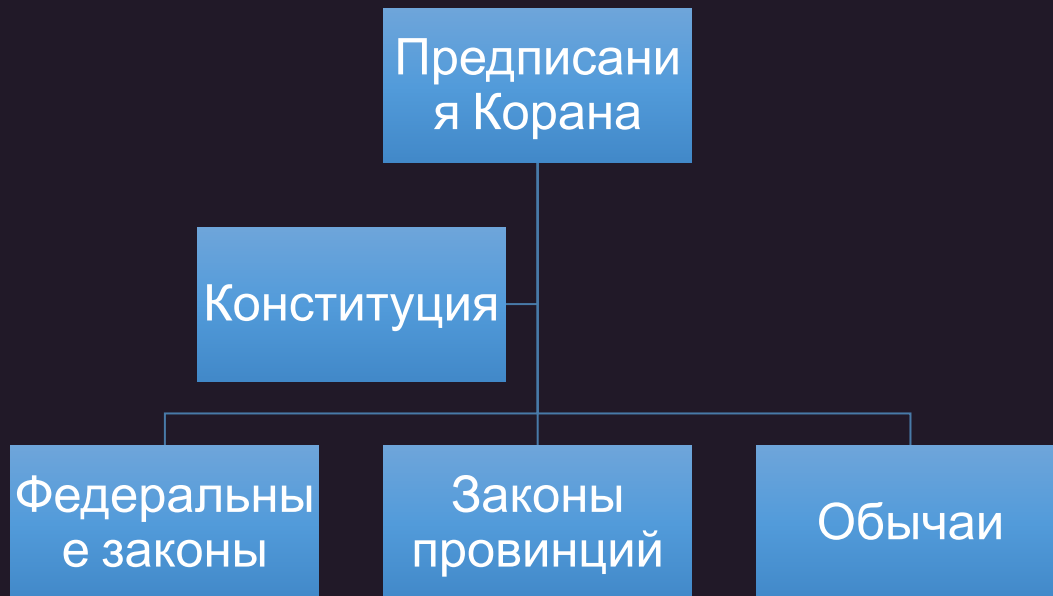 Предписани
я Корана
Конституция
Федеральны
е законы
Законы
провинций
Обычаи